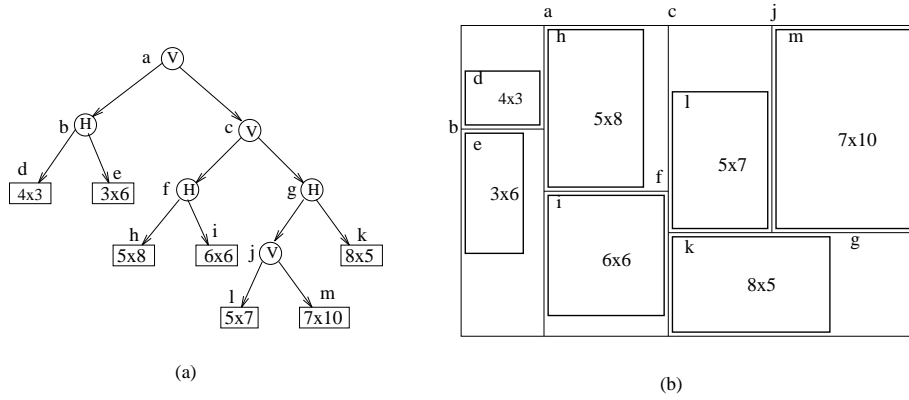 a V
b H
c V
d
e
4x3
3x6
f H
g H
h
i
k
5x8
6x6
8x5
j V
l
m
5x7
7x10
(a)
a c j
h
m
d
4x3
l
5x8
b
e
7x10
3x6
5x7
f
i
k
g
6x6
8x5
(b)